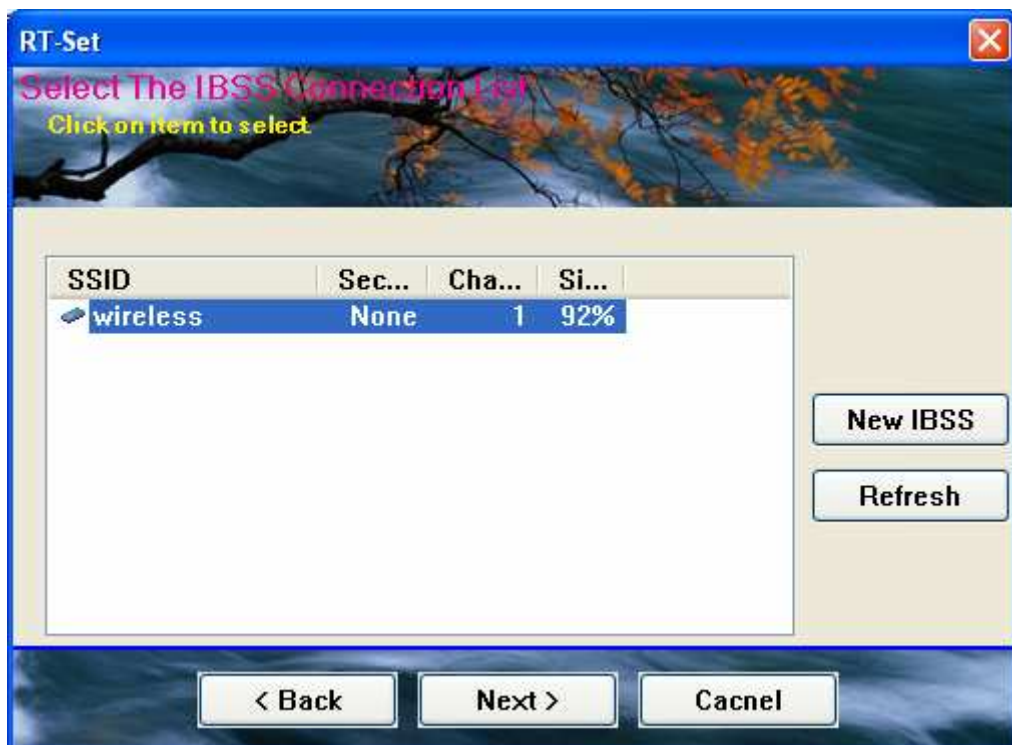 RT-Set
Select The IBSS Connection List
Click on item to select.
SSID Sec... Cha... Si...
wireless None 1 92%
New IBSS
Refresh
< Back Next > Cacnel